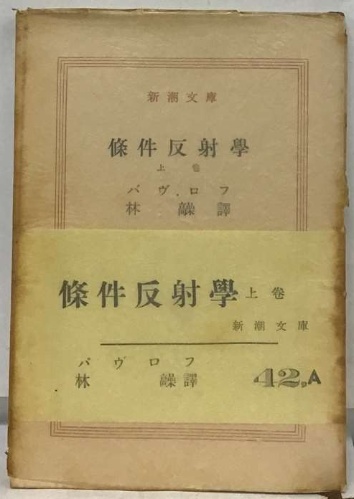 新潮文庫
條件反射學
上卷
パヴロフ
林 髞譯
條件反射學 上卷
新潮文庫
パヴロフ
林 髞譯
42.A